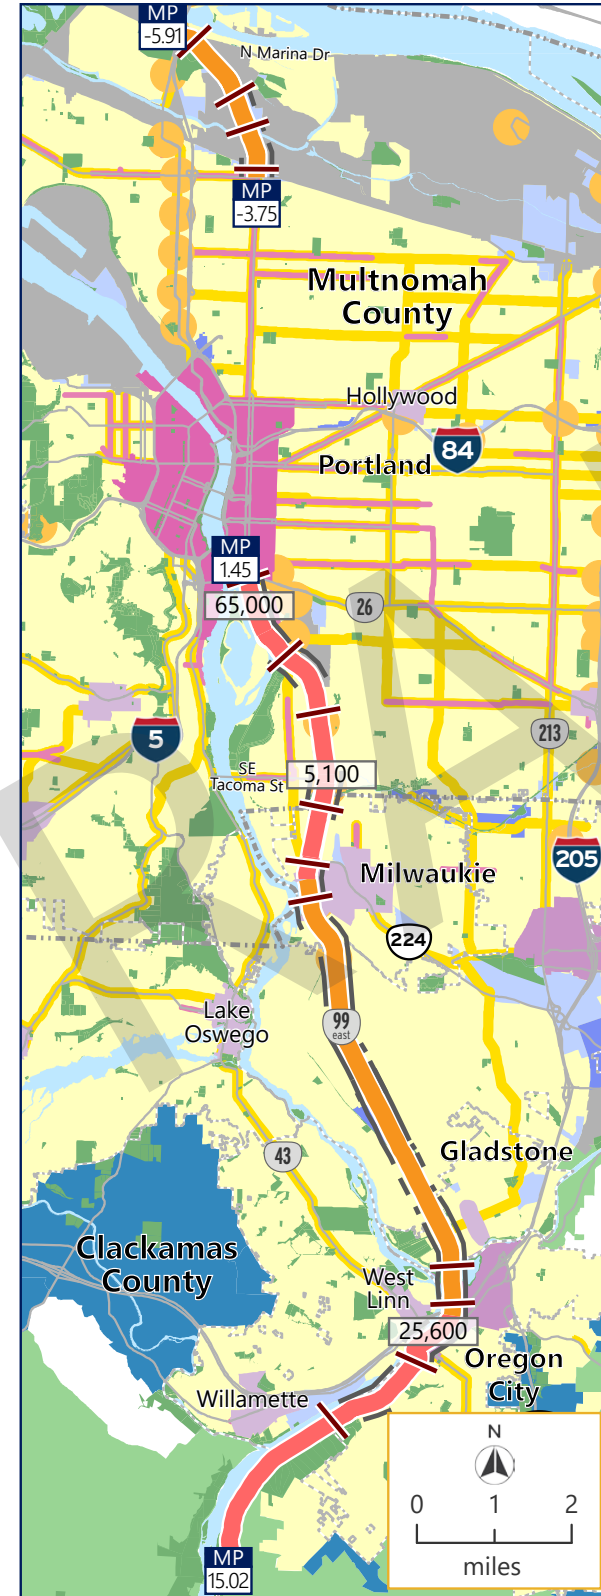 MP
-5.91
N Marina Dr
MP
-3.75
Multnomah
County
Hollywood
84
Portland
MP
1.45
65,000
26
5
213
SE
Tacoma St
5,100
205
Milwaukie
224
Lake
Oswego
99
east
43
Gladstone
Clackamas
County
West
Linn
25,600
Oregon
City
Willamette
N
0 1 2
miles
MP
15.02